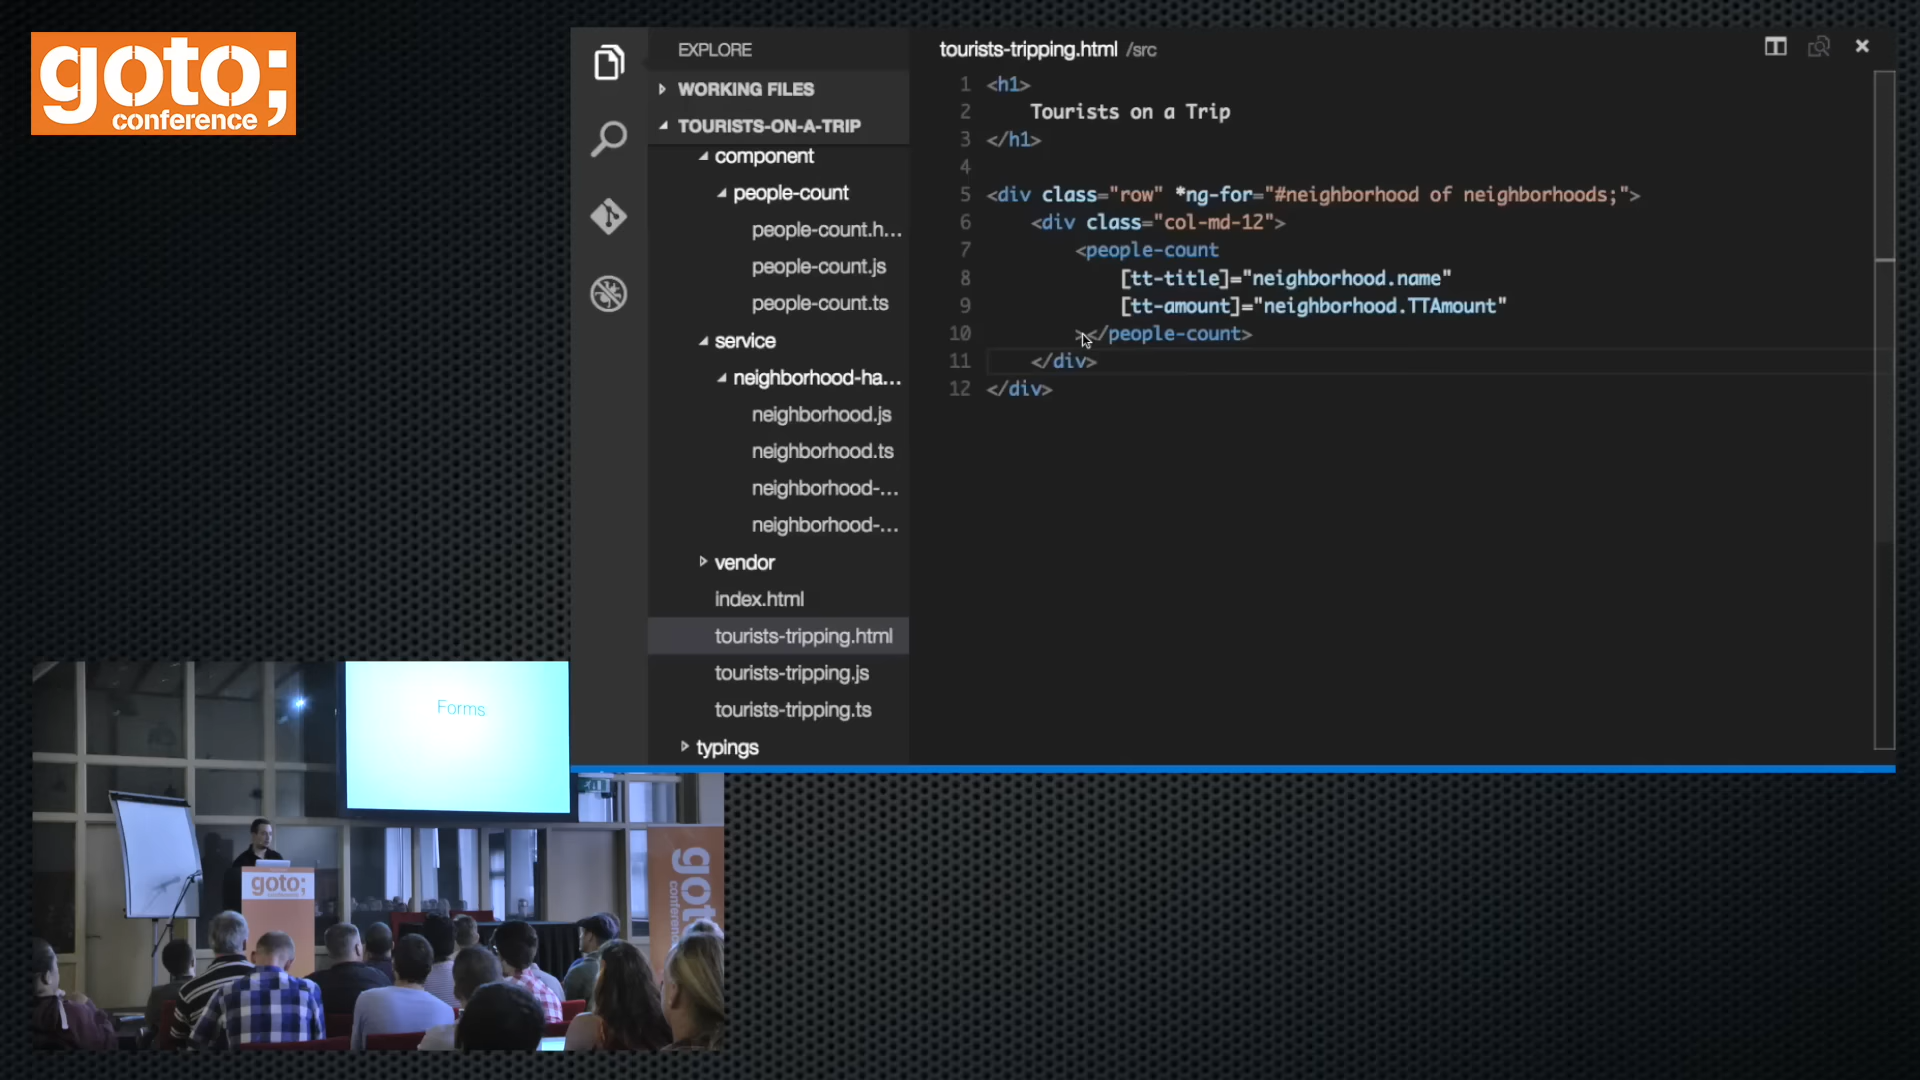 goto;
conference
EXPLORE
WORKING FILES
TOURISTS-ON-A-TRIP
component
people-count
people-count.h...
people-count.js
people-count.ts
service
neighborhood-ha...
neighborhood.js
neighborhood.ts
neighborhood-...
neighborhood-...
vendor
index.html
tourists-tripping.html
tourists-tripping.js
tourists-tripping.ts
typings
tourists-tripping.html /src
1 <h1>
2 Tourists on a Trip
3 </h1>
4
5 <div class="row" *ng-for="#neighborhood of neighborhoods;">
6 <div class="col-md-12">
7 <people-count
8 [tt-title]="neighborhood.name"
9 [tt-amount]="neighborhood.TTAmount"
10 ></people-count>
11 </div>
12 </div>
Forms
goto;
goto
conference